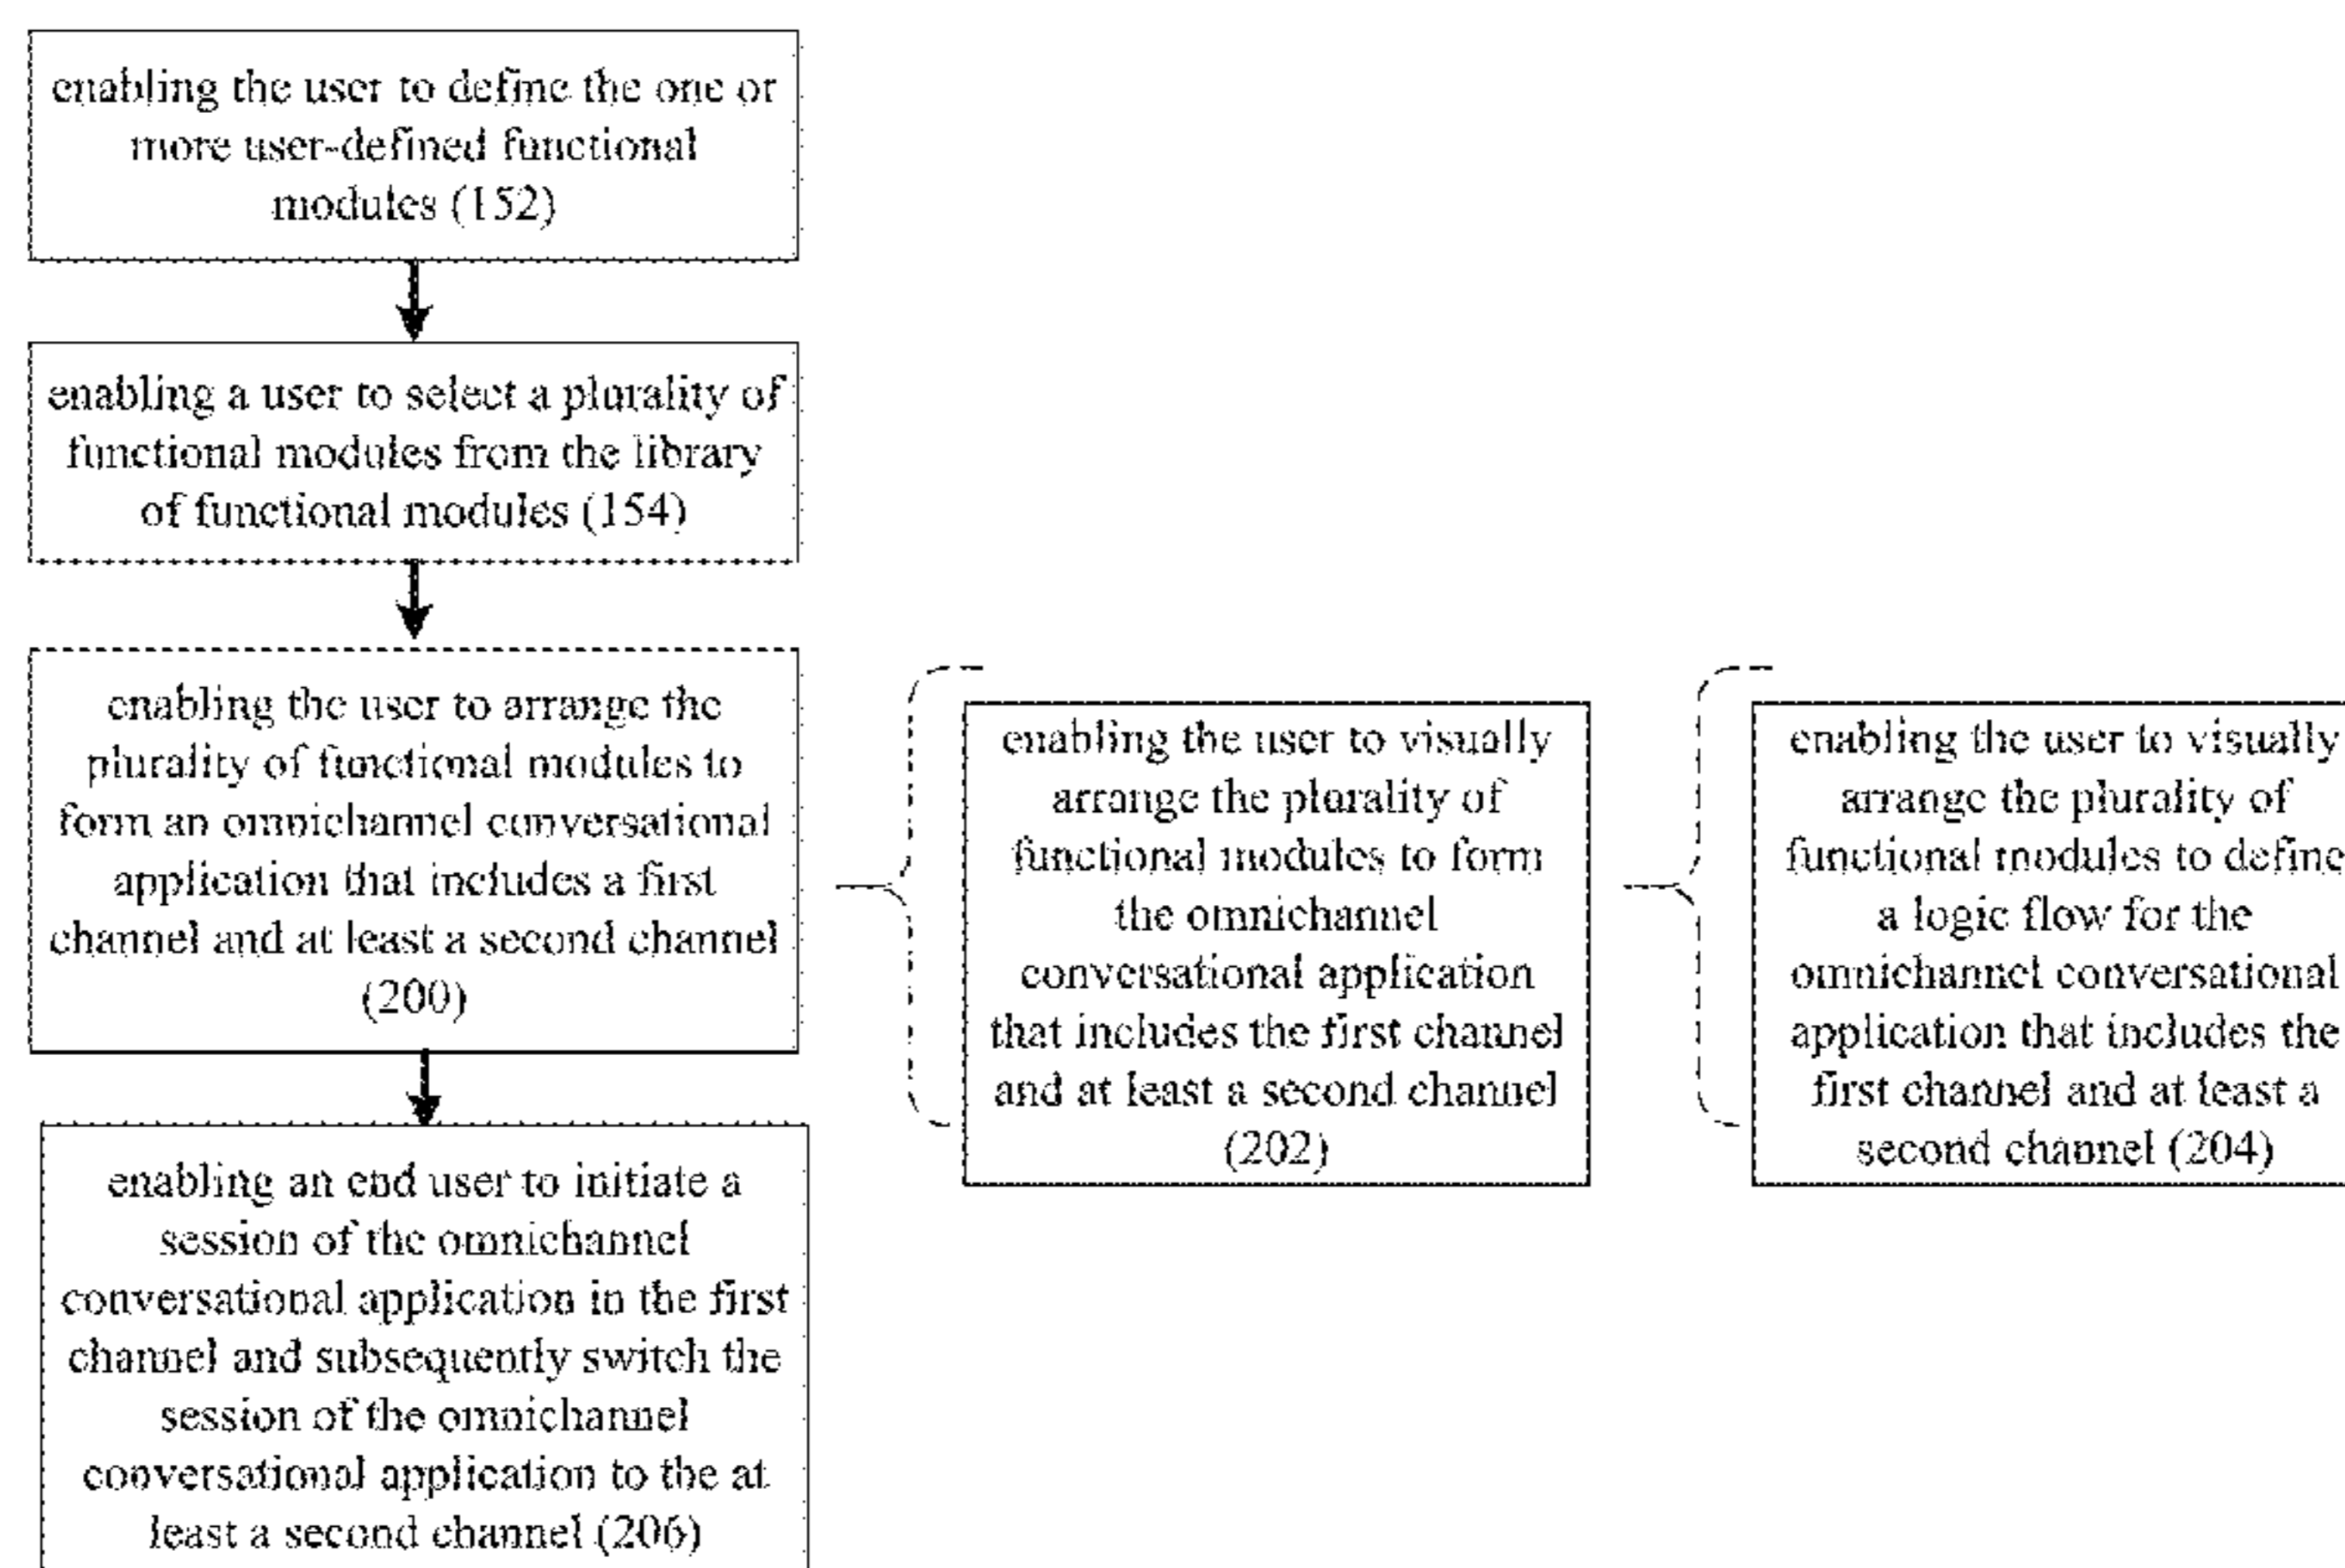 enabling the user to define the one or
more user-defined functional
modules (152)
enabling a user to select a plurality of
functional modules from the library
of functional modules (154)
enabling the user to arrange the
plurality of functional modules to
form an omnichannel conversational
application that includes a first
channel and at least a second channel
(200)
enabling the user to visually
arrange the plurality of
functional modules to form
the omnichannel
conversational application
that includes the first channel
and at least a second channel
(202)
enabling the user to visually
arrange the plurality of
functional modules to define
a logic flow for the
omnichannel conversational
application that includes the
first channel and at least a
second channel (204)
enabling an end user to initiate a
session of the omnichannel
conversational application in the first
channel and subsequently switch the
session of the omnichannel
conversational application to the at
least a second channel (206)